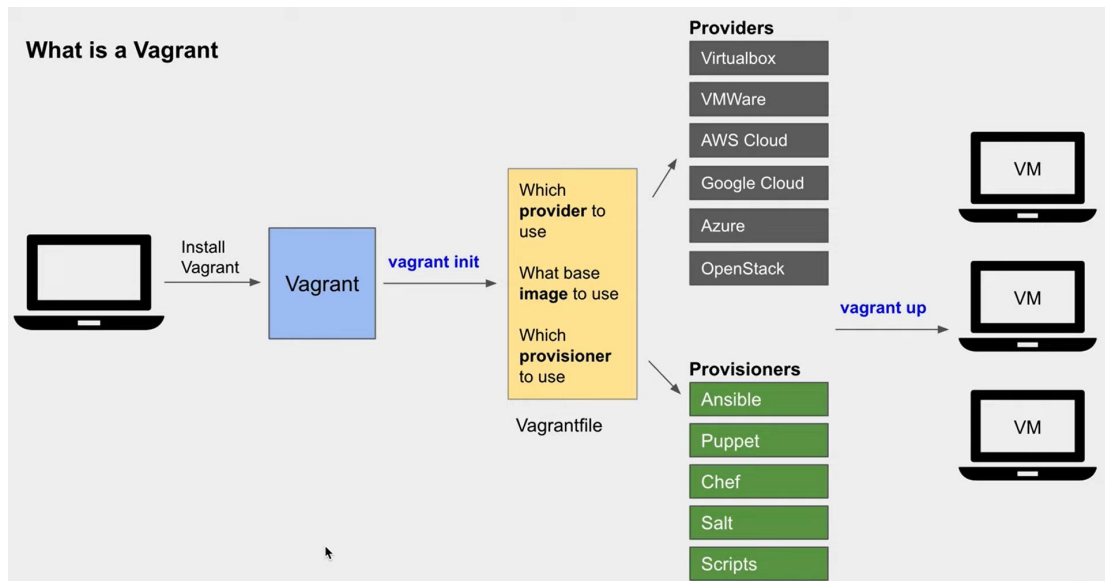 What is a Vagrant
Install
Vagrant
Vagrant
vagrant init
Which
provider to
use
What base
image to use
Which
provisioner
to use
Vagrantfile
Providers
Virtualbox
VMWare
AWS Cloud
Google Cloud
Azure
OpenStack
Provisioners
Ansible
Puppet
Chef
Salt
Scripts
vagrant up
VM
VM
VM